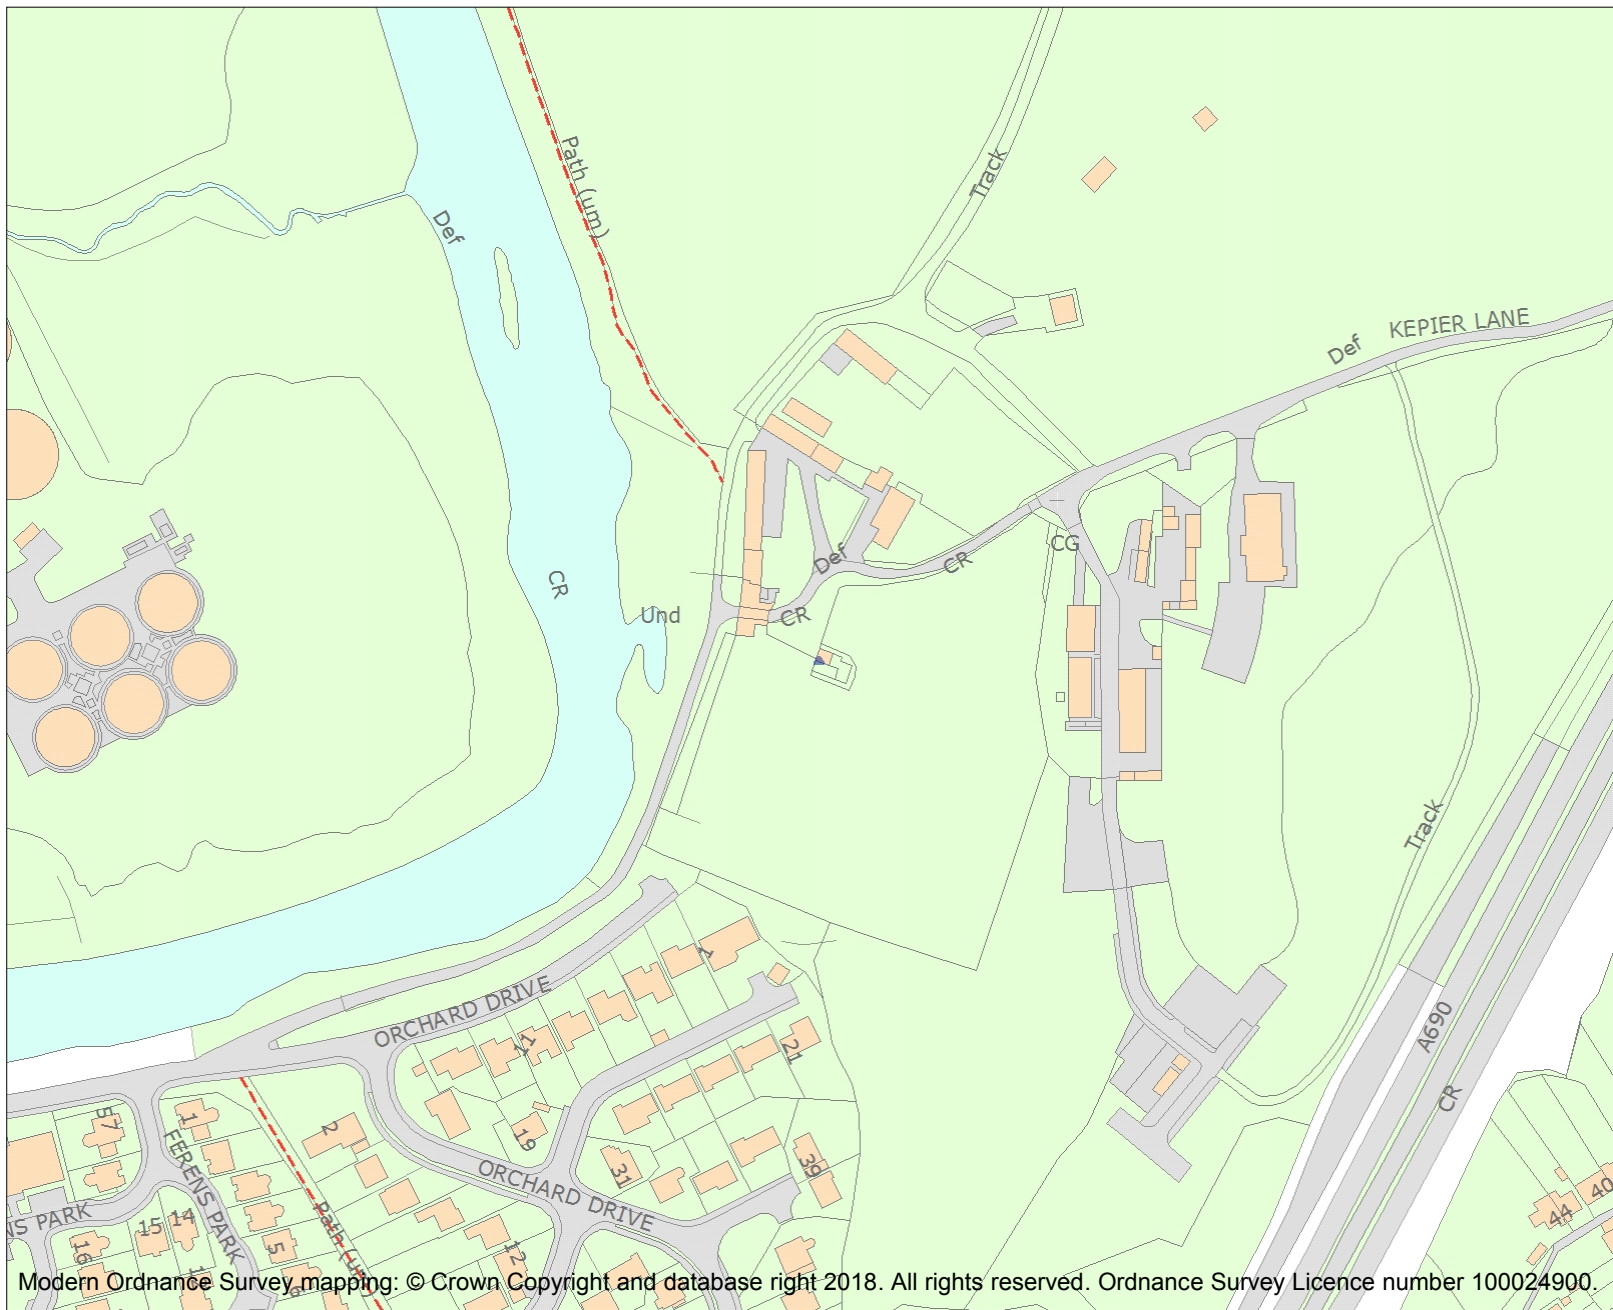 Path (um)
Track
Def
KEPIER LANE
Def
CG
Def
CR
CR
CR
Und
Track
A690
CR
ORCHARD DRIVE
1
11
21
57
1
2
19
31
39
FERENS PARK
ORCHARD DRIVE
NS PARK
15
14
16
5
12
Path (um)
40
44
Modern Ordnance Survey mapping: © Crown Copyright and database right 2018. All rights reserved. Ordnance Survey Licence number 100024900.